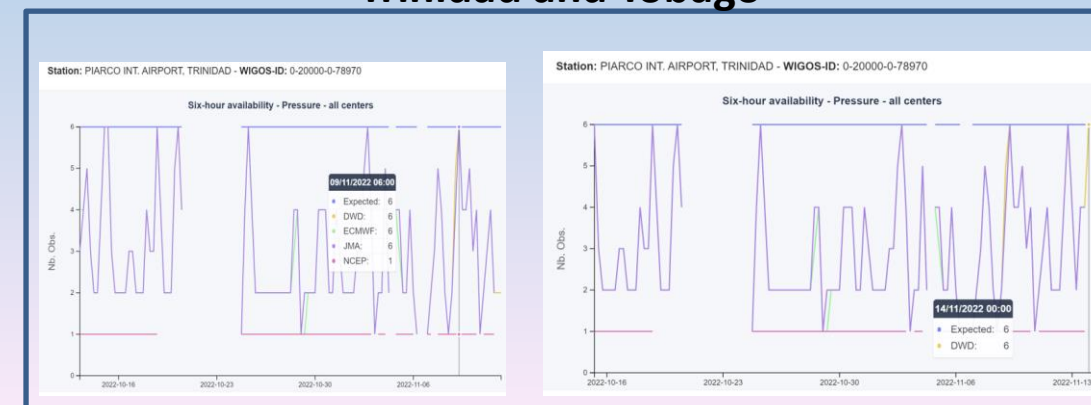 Trinidad and Tobago
Station: PIARCO INT. AIRPORT, TRINIDAD - WIGOS-ID: 0-20000-0-78970
Six-hour availability - Pressure - all centers
Nb. Obs.
6
5
4
3
2
1
0
09/11/2022 06:00
Expected: 6
DWD: 6
ECMWF: 6
JMA: 6
NCEP: 1
2022-10-16
2022-10-23
2022-10-30
2022-11-06
Station: PIARCO INT. AIRPORT, TRINIDAD - WIGOS-ID: 0-20000-0-78970
Six-hour availability - Pressure - all centers
Nb. Obs.
6
5
4
3
2
1
0
14/11/2022 00:00
Expected: 6
DWD: 6
2022-10-16
2022-10-23
2022-10-30
2022-11-06
2022-11-13